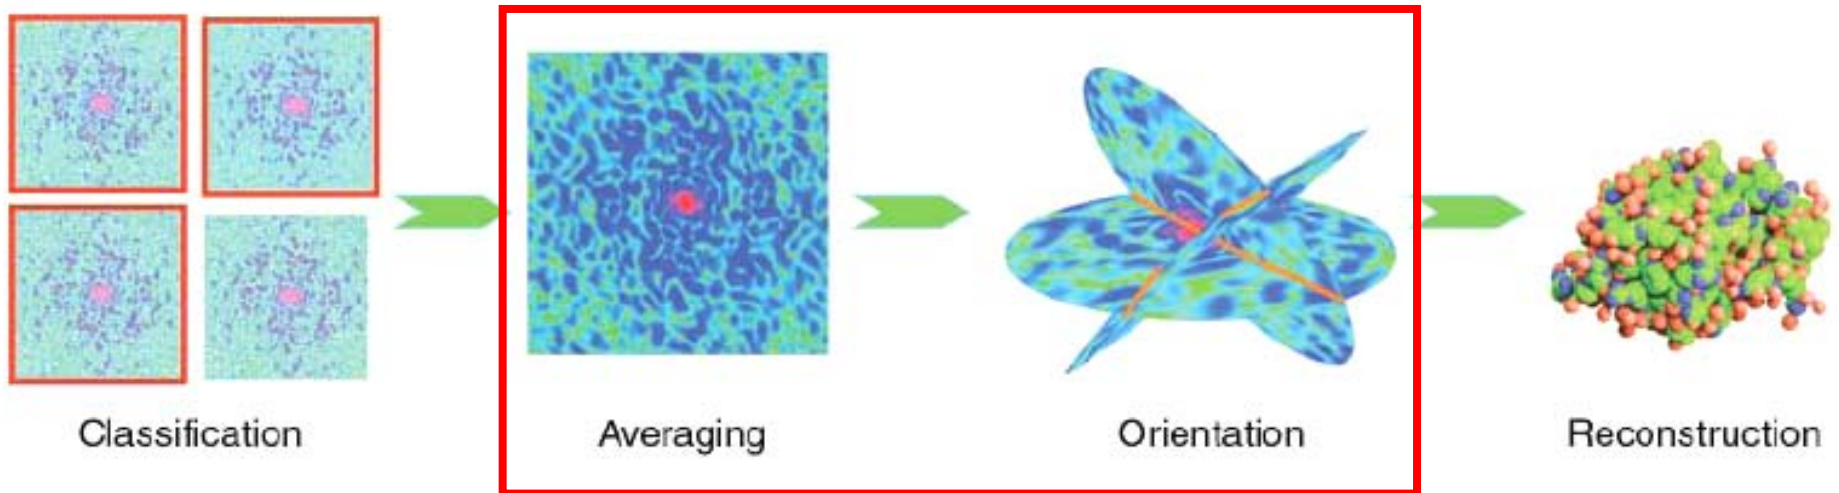 Classification
Averaging
Orientation
Reconstruction